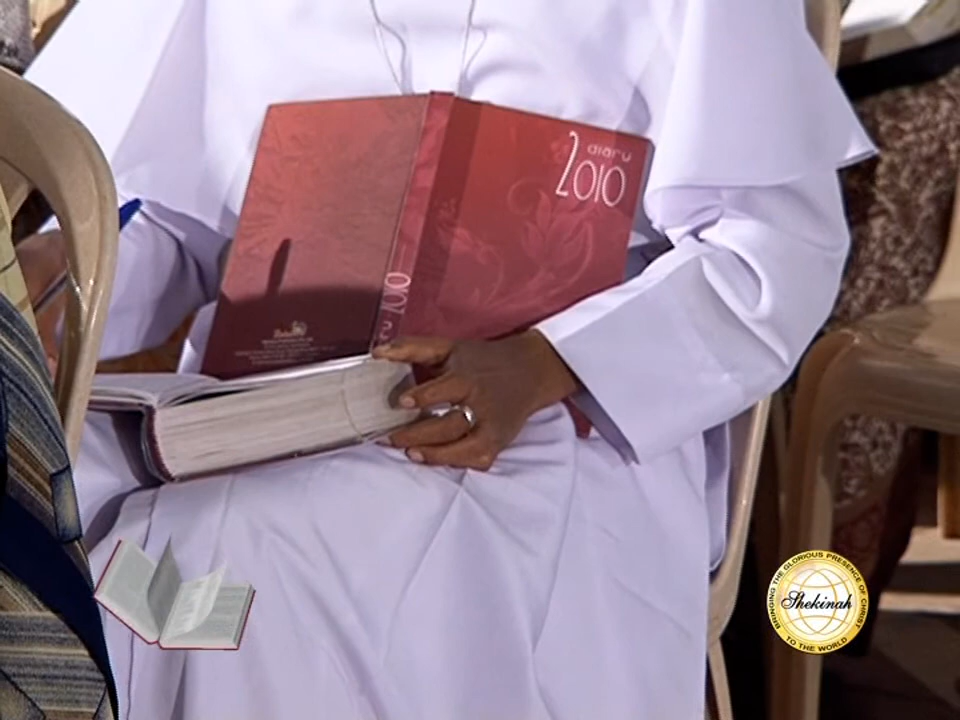 diary
2010
2010
BRINGING THE GLORIOUS PRESENCE OF CHRIST
Shekinah
TO THE WORLD